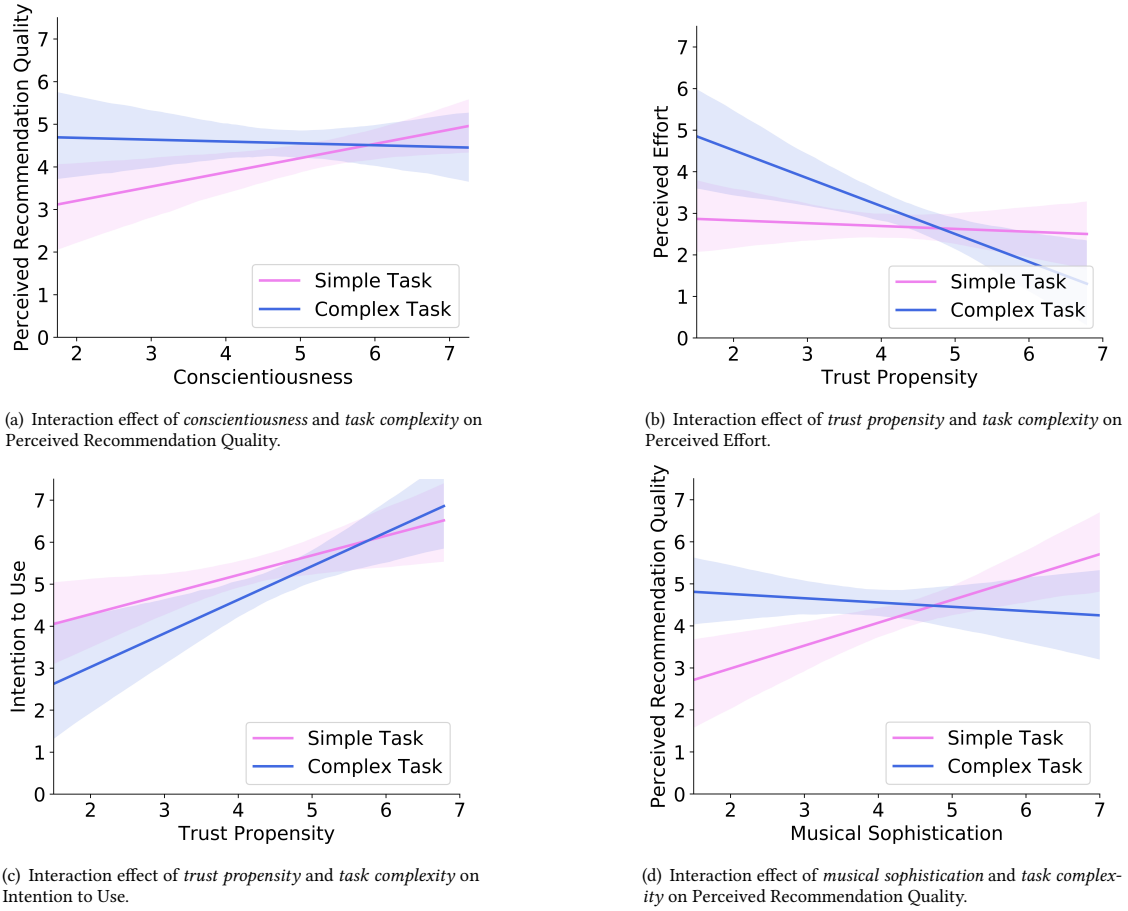 Perceived Recommendation Quality
7
6
5
4
3
2
1
0
2 3 4 5 6 7
Conscientiousness
Simple Task
Complex Task
(a) Interaction effect of conscientiousness and task complexity on
Perceived Recommendation Quality.
Perceived Effort
7
6
5
4
3
2
1
0
2 3 4 5 6 7
Trust Propensity
Simple Task
Complex Task
(b) Interaction effect of trust propensity and task complexity on
Perceived Effort.
Intention to Use
7
6
5
4
3
2
1
0
2 3 4 5 6 7
Trust Propensity
Simple Task
Complex Task
(c) Interaction effect of trust propensity and task complexity on
Intention to Use.
Perceived Recommendation Quality
7
6
5
4
3
2
1
0
2 3 4 5 6 7
Musical Sophistication
Simple Task
Complex Task
(d) Interaction effect of musical sophistication and task complex-
ity on Perceived Recommendation Quality.